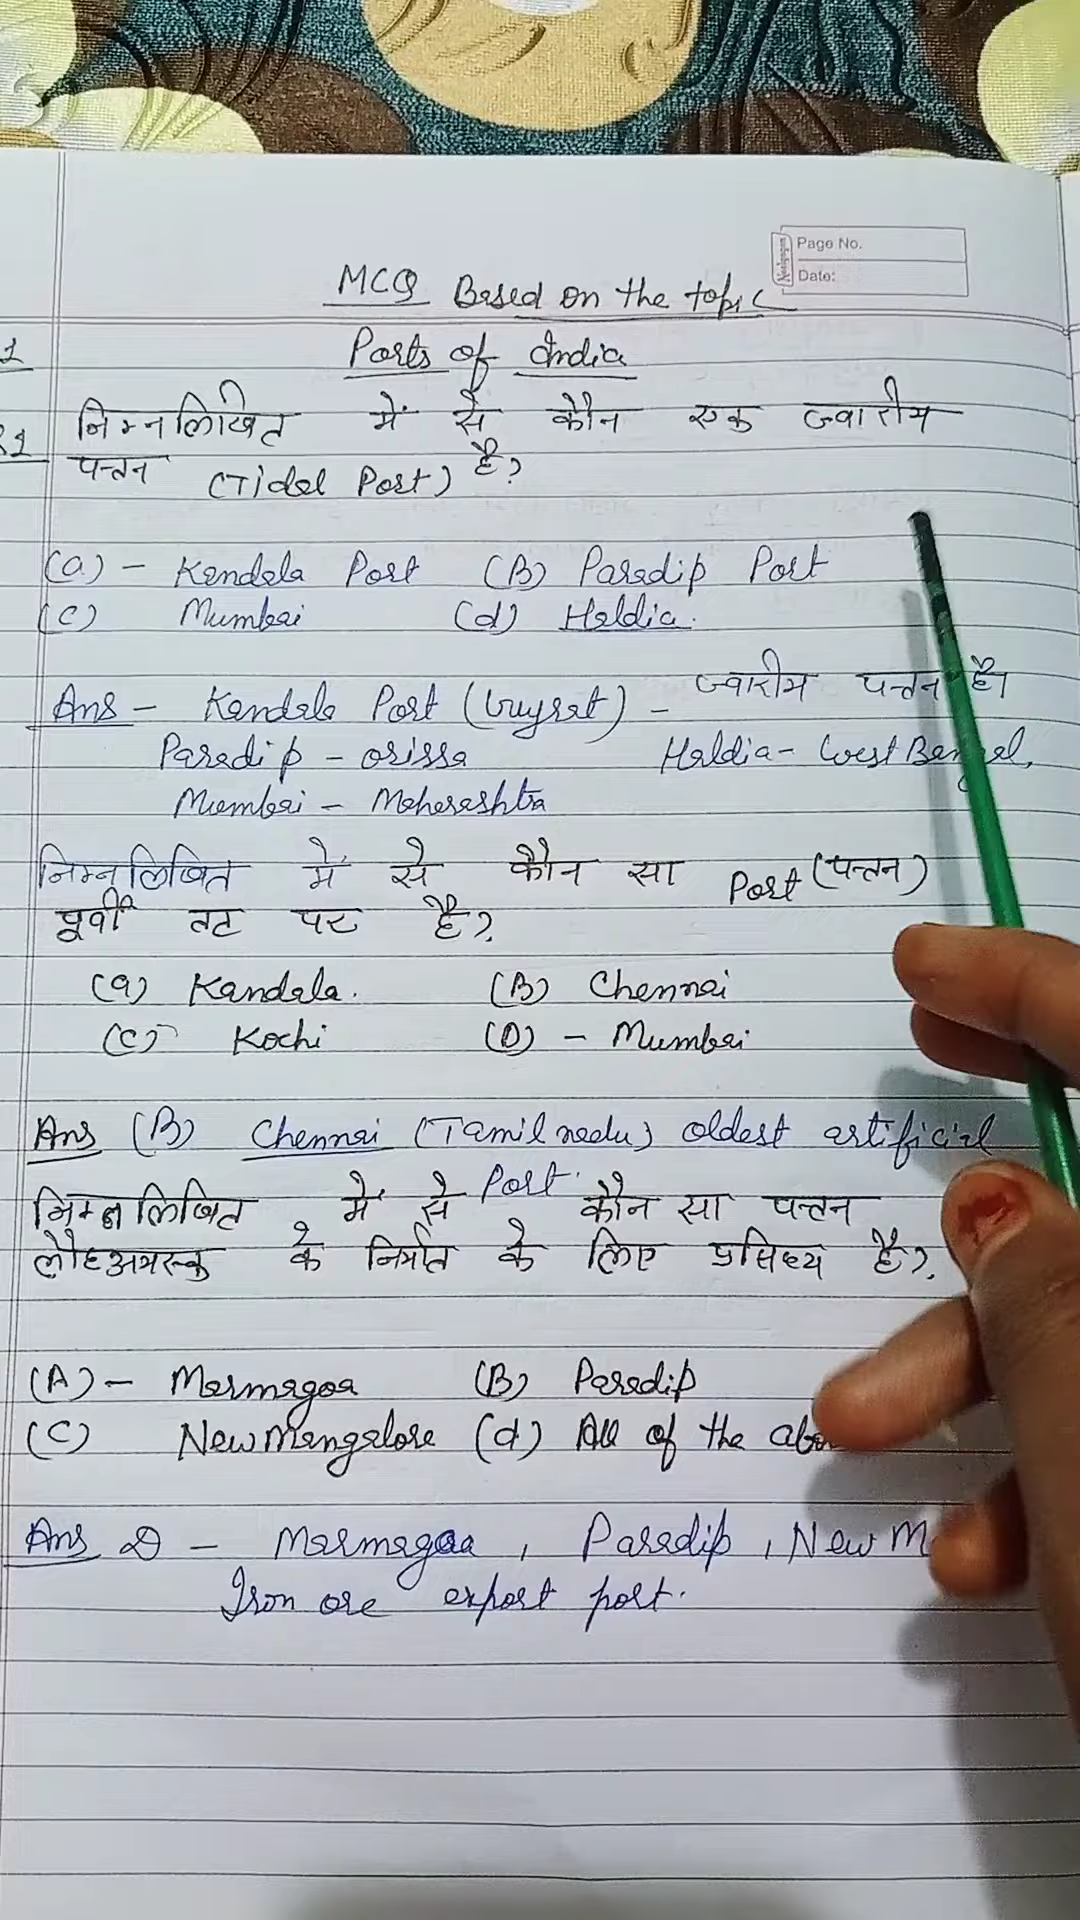 Page No.
Notepages
Date:
MCQ Based on the topic
Ports of India
1
निम्नलिखित में से कौन एक ज्वारीय
पत्तन (Tidal Port) है?
(a) - Kandala Port (B) Paradip Port
(c) Mumbai (d) Haldia.
Ans - Kandala Port (Gujrat) - ज्वारीय पत्तन है।
Paradip - orissa Haldia - West Bengal,
Mumbai - Maharashtra
निम्नलिखित में से कौन सा Port (पत्तन)
पूर्वी तट पर है?
(a) Kandala. (B) Chennai
(C) Kochi (D) - Mumbai
Ans (B) Chennai (Tamilnadu) oldest artificial
Port.
निम्नलिखित में से कौन सा पत्तन
लौहअयस्क के निर्यात के लिए प्रसिध्य है?
(A) - Marmagoa (B) Paradip
(C) New Mangalore (d) All of the
Ans D - Marmagoa, Paradip, New
Iron ore export port.